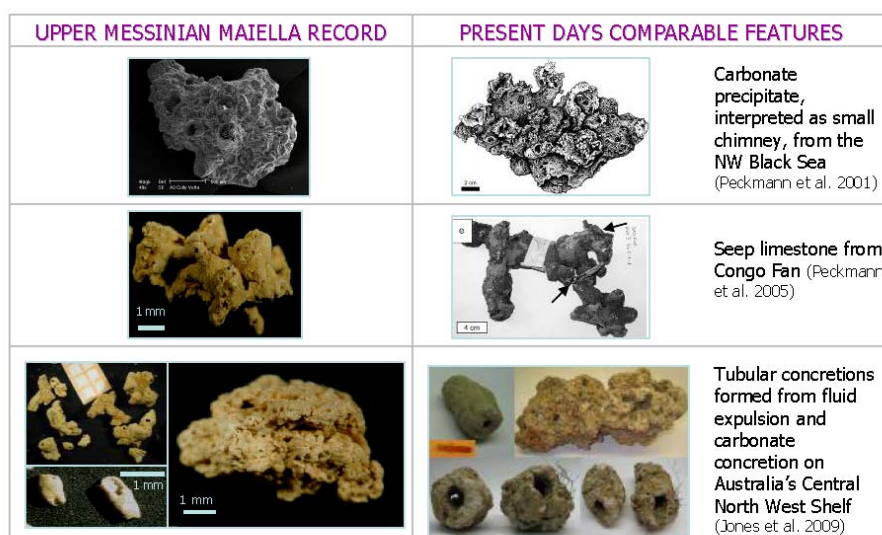 UPPER MESSINIAN MAIELLA RECORD
PRESENT DAYS COMPARABLE FEATURES
Carbonate
precipitate,
interpreted as small
chimney, from the
NW Black Sea
(Peckmann et al. 2001)
2 cm
1 mm
e
4 cm
Seep limestone from
Congo Fan (Peckmann
et al. 2005)
1 mm
1 mm
Tubular concretions
formed from fluid
expulsion and
carbonate
concretion on
Australia's Central
North West Shelf
(Jones et al. 2009)